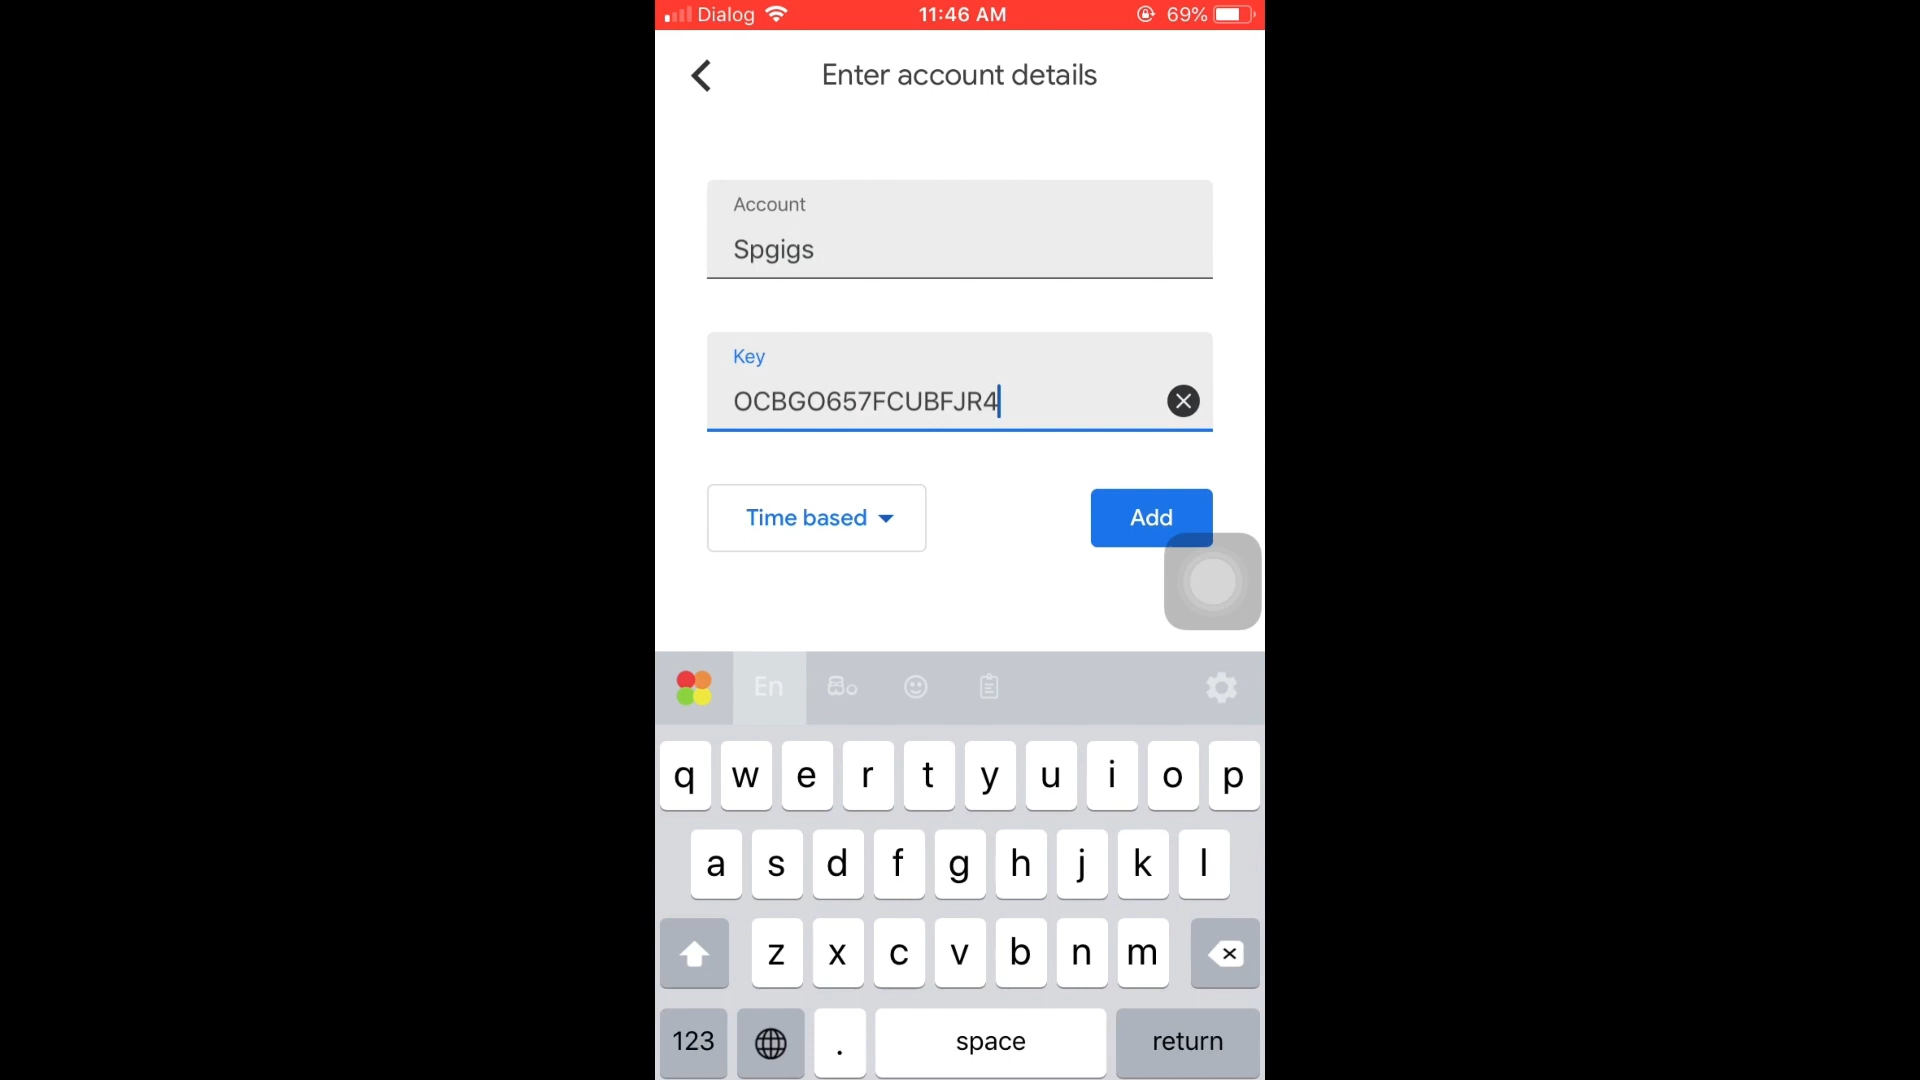 Dialog 11:46 AM 69%
Enter account details
Account
Spgigs
Key
OCBGO657FCUBFJR4
Time based
Add
En
q w e r t y u i o p
a s d f g h j k l
z x c v b n m
123 . space return